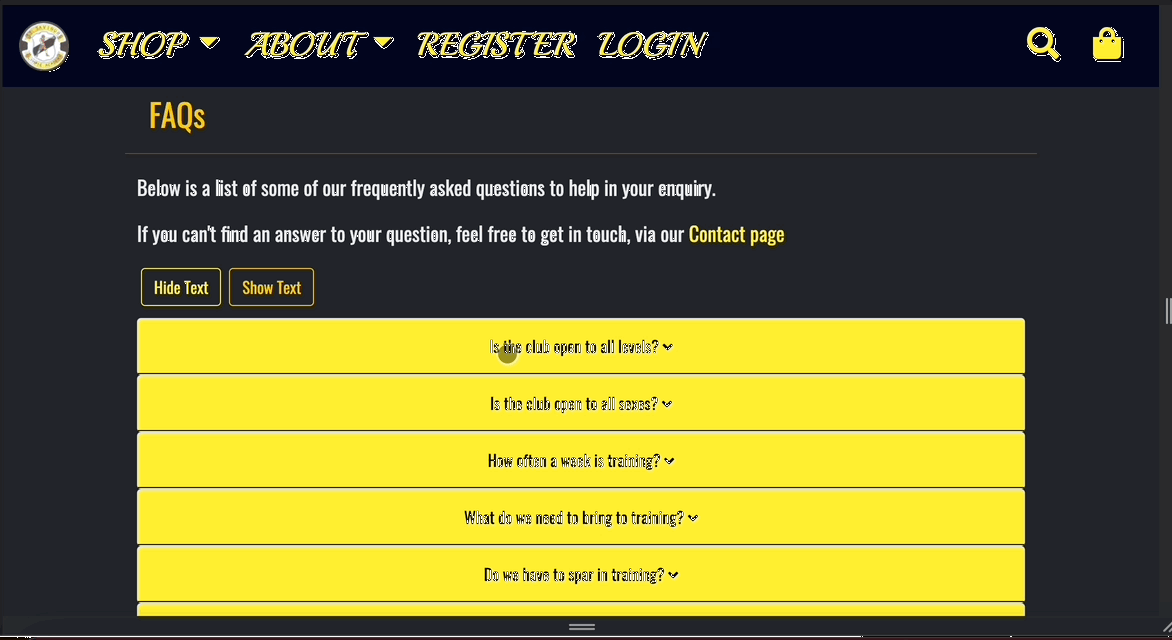 SHOP ABOUT REGISTER LOGIN
FAQs
Below is a list of some of our frequently asked questions to help in your enquiry.
If you can't find an answer to your question, feel free to get in touch, via our Contact page
Hide Text Show Text
Is the club open to all levels?
Is the club open to all sexes?
How often a week is training?
What do we need to bring to training?
Do we have to spar in training?